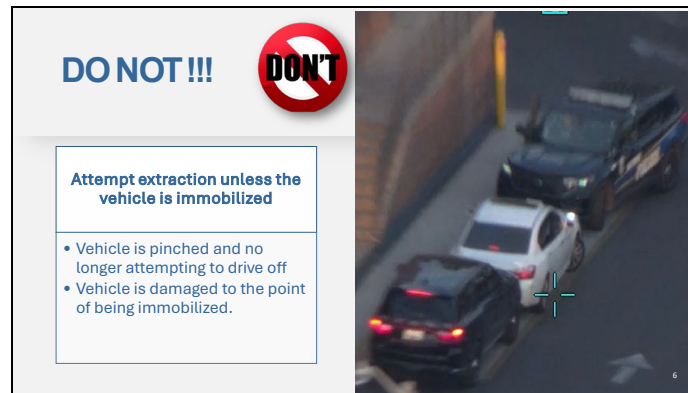 DO NOT !!!
DON'T
Attempt extraction unless the
vehicle is immobilized
• Vehicle is pinched and no
longer attempting to drive off
• Vehicle is damaged to the point
of being immobilized.
6